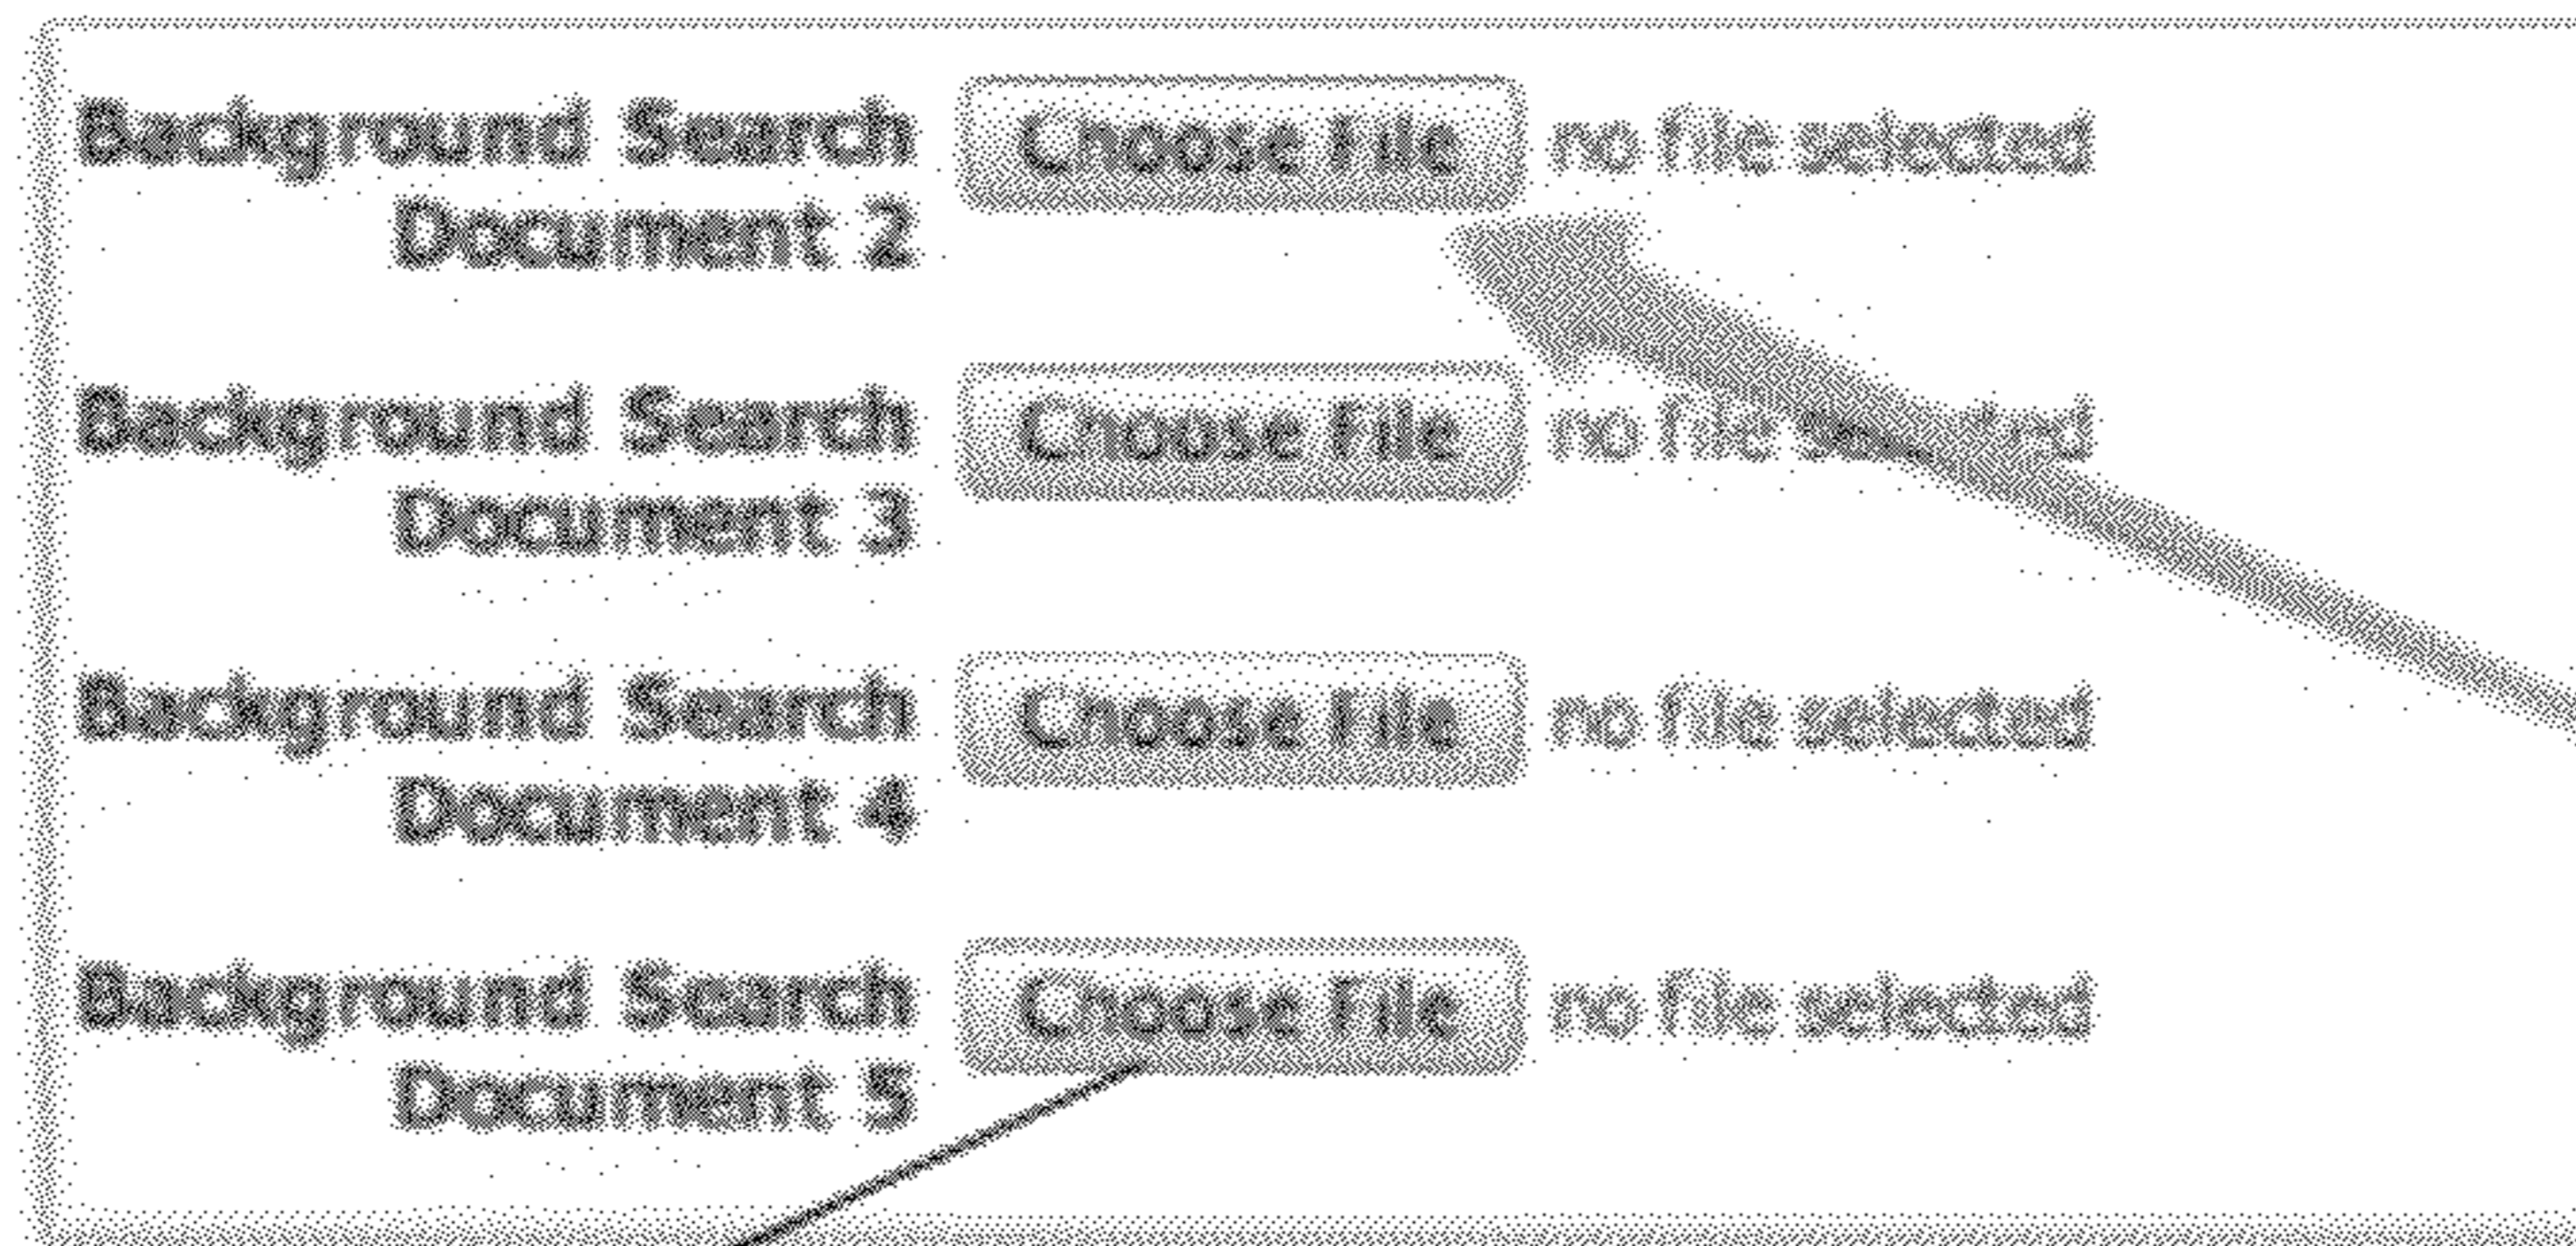 Background Search Choose File no file selected
Document 2
Background Search Choose File no file
Document 3
Background Search Choose File no file selected
Document 4
Background Search Choose File no file selected
Document 5